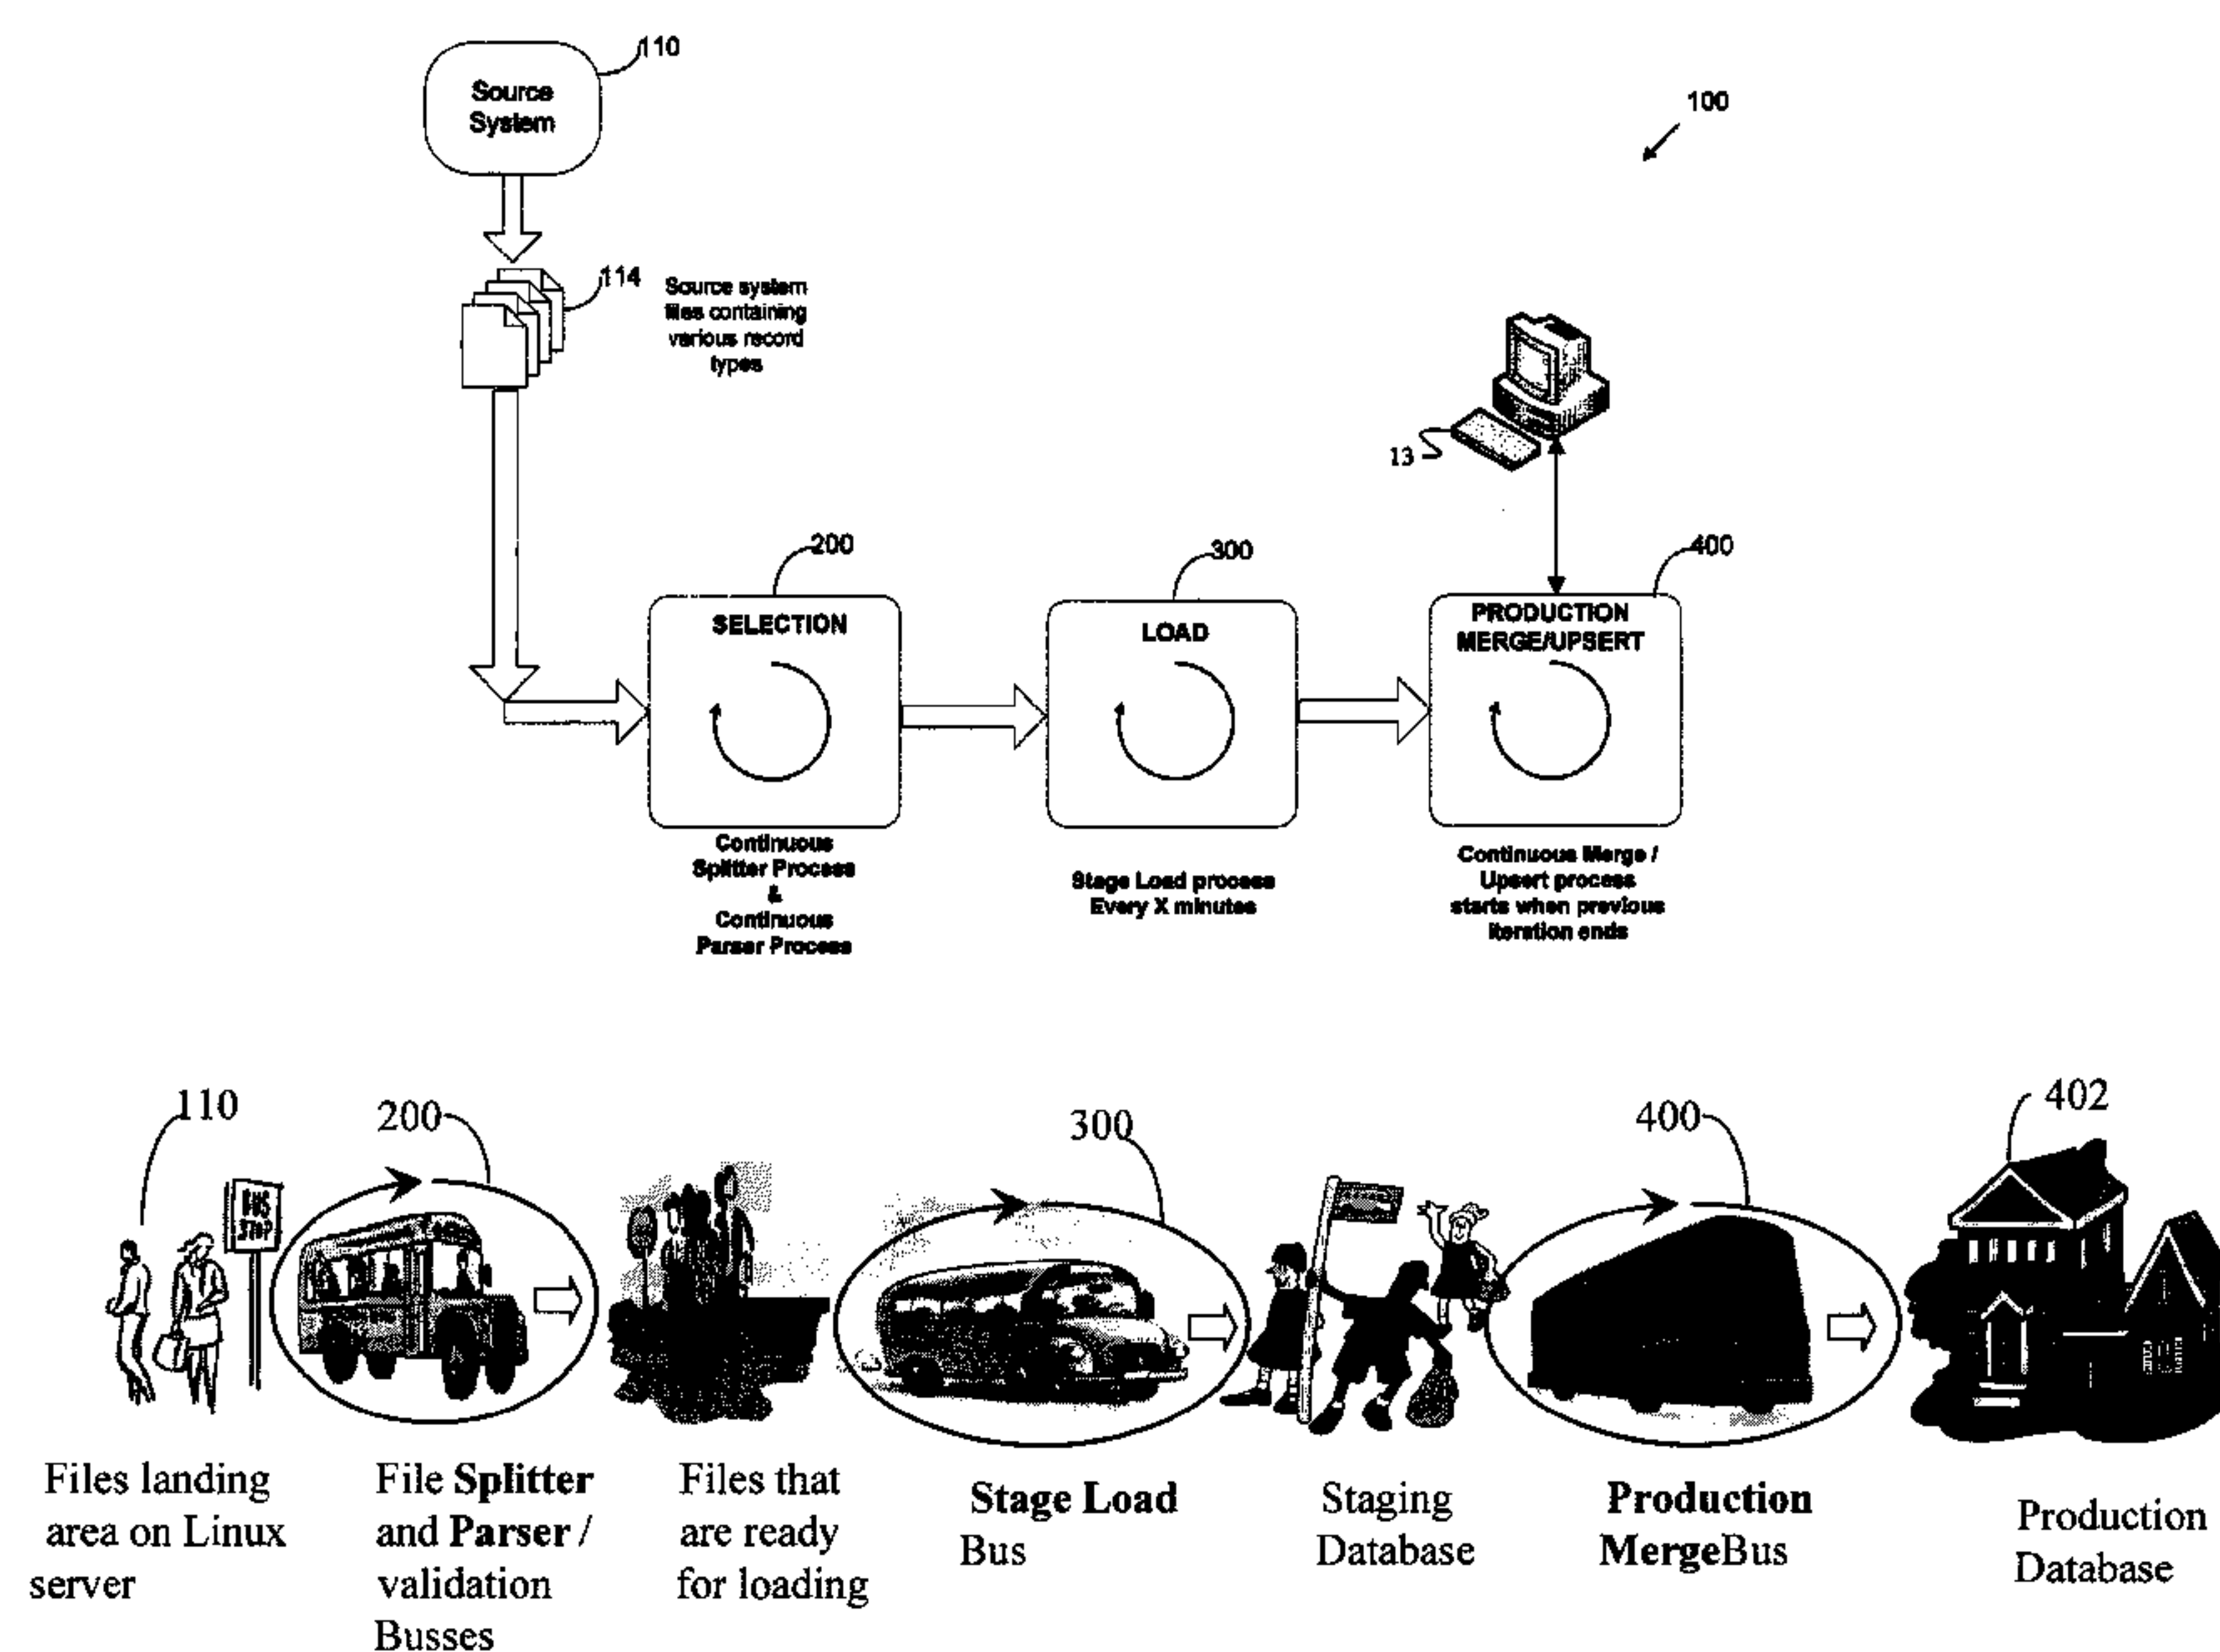 110
Source
System
100
114
Source system
files containing
various record
types
13
200
300
400
SELECTION
LOAD
PRODUCTION
MERGE/UPSERT
Continuous
Splitter Process
&
Continuous
Parser Process
Stage Load process
Every X minutes
Continuous Merge /
Upsert process
starts when previous
iteration ends
110
200
300
400
402
BUS
STOP
Files landing
area on Linux
server
File Splitter
and Parser /
validation
Busses
Files that
are ready
for loading
Stage Load
Bus
Staging
Database
Production
MergeBus
Production
Database